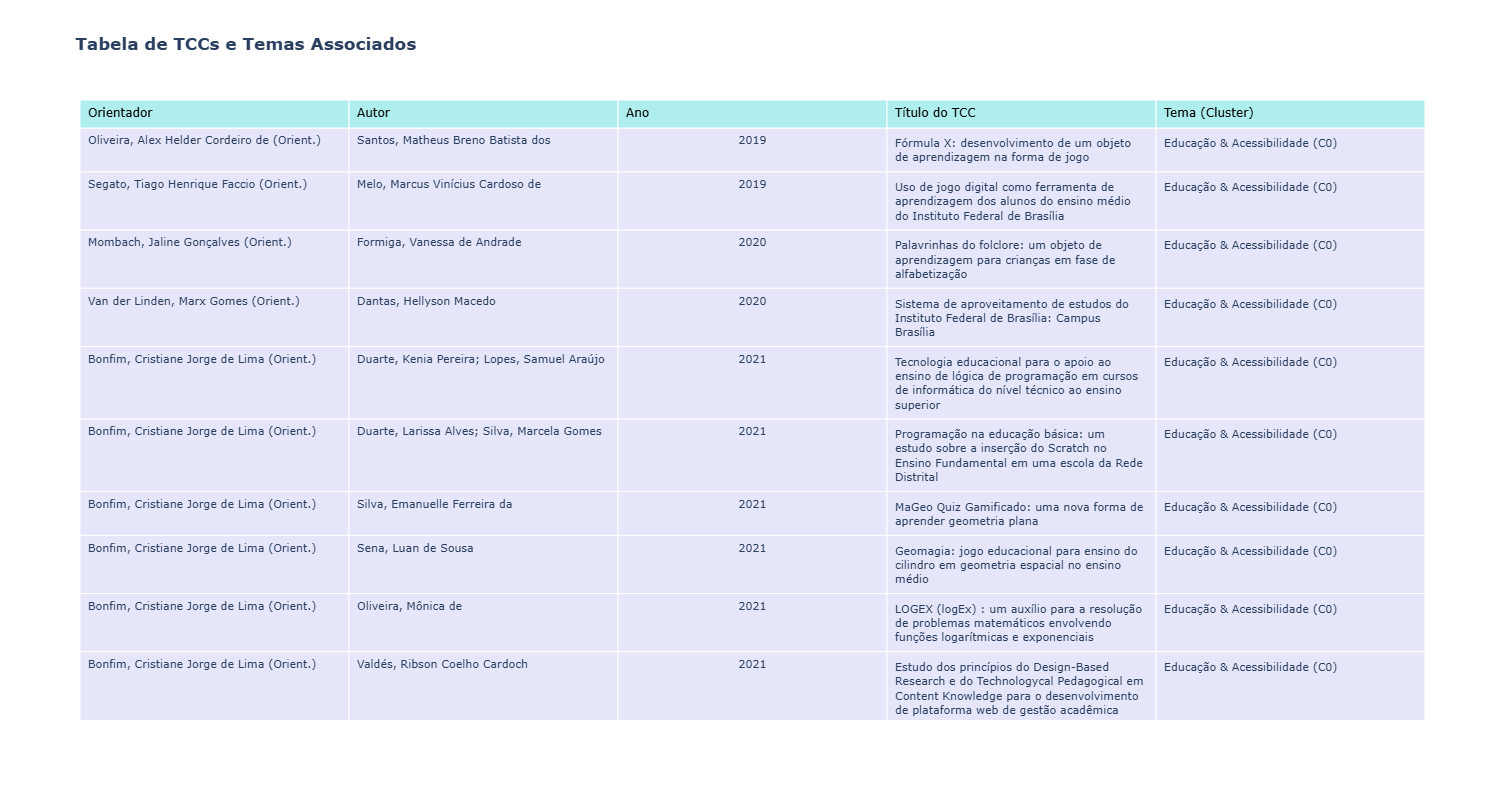 Tabela de TCCs e Temas Associados
Orientador Autor Ano Título do TCC Tema (Cluster)
Oliveira, Alex Helder Cordeiro de (Orient.) Santos, Matheus Breno Batista dos 2019 Fórmula X: desenvolvimento de um objeto Educação & Acessibilidade (C0)
de aprendizagem na forma de jogo
Segato, Tiago Henrique Faccio (Orient.) Melo, Marcus Vinícius Cardoso de 2019 Uso de jogo digital como ferramenta de Educação & Acessibilidade (C0)
aprendizagem dos alunos do ensino médio
do Instituto Federal de Brasília
Mombach, Jaline Gonçalves (Orient.) Formiga, Vanessa de Andrade 2020 Palavrinhas do folclore: um objeto de Educação & Acessibilidade (C0)
aprendizagem para crianças em fase de
alfabetização
Van der Linden, Marx Gomes (Orient.) Dantas, Hellyson Macedo 2020 Sistema de aproveitamento de estudos do Educação & Acessibilidade (C0)
Instituto Federal de Brasília: Campus
Brasília
Bonfim, Cristiane Jorge de Lima (Orient.) Duarte, Kenia Pereira; Lopes, Samuel Araújo 2021 Tecnologia educacional para o apoio ao Educação & Acessibilidade (C0)
ensino de lógica de programação em cursos
de informática do nível técnico ao ensino
superior
Bonfim, Cristiane Jorge de Lima (Orient.) Duarte, Larissa Alves; Silva, Marcela Gomes 2021 Programação na educação básica: um Educação & Acessibilidade (C0)
estudo sobre a inserção do Scratch no
Ensino Fundamental em uma escola da Rede
Distrital
Bonfim, Cristiane Jorge de Lima (Orient.) Silva, Emanuelle Ferreira da 2021 MaGeo Quiz Gamificado: uma nova forma de Educação & Acessibilidade (C0)
aprender geometria plana
Bonfim, Cristiane Jorge de Lima (Orient.) Sena, Luan de Sousa 2021 Geomagia: jogo educacional para ensino do Educação & Acessibilidade (C0)
cilindro em geometria espacial no ensino
médio
Bonfim, Cristiane Jorge de Lima (Orient.) Oliveira, Mônica de 2021 LOGEX (logEx) : um auxílio para a resolução Educação & Acessibilidade (C0)
de problemas matemáticos envolvendo
funções logarítmicas e exponenciais
Bonfim, Cristiane Jorge de Lima (Orient.) Valdés, Ribson Coelho Cardoch 2021 Estudo dos princípios do Design-Based Educação & Acessibilidade (C0)
Research e do Technologycal Pedagogical em
Content Knowledge para o desenvolvimento
de plataforma web de gestão acadêmica